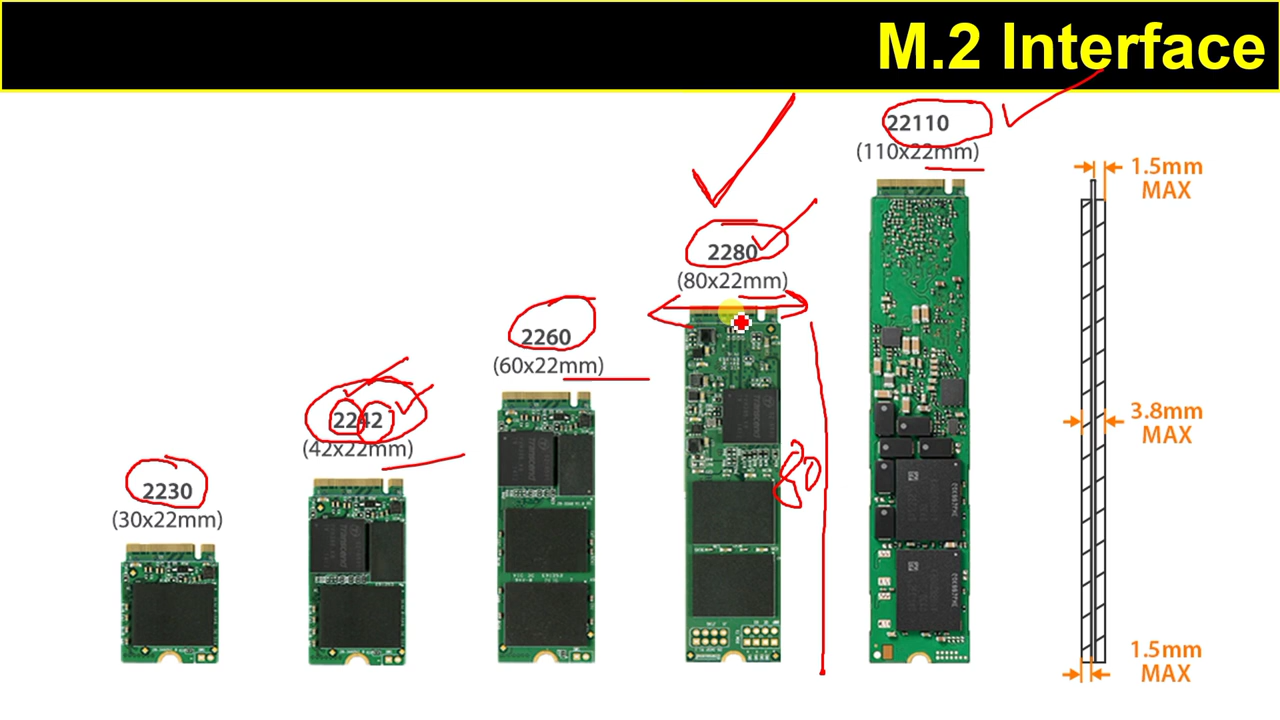 M.2 Interface
22110
(110x22mm)
1.5mm
MAX
2280
(80x22mm)
2260
(60x22mm)
2242
(42x22mm)
3.8mm
MAX
80
2230
(30x22mm)
1.5mm
MAX